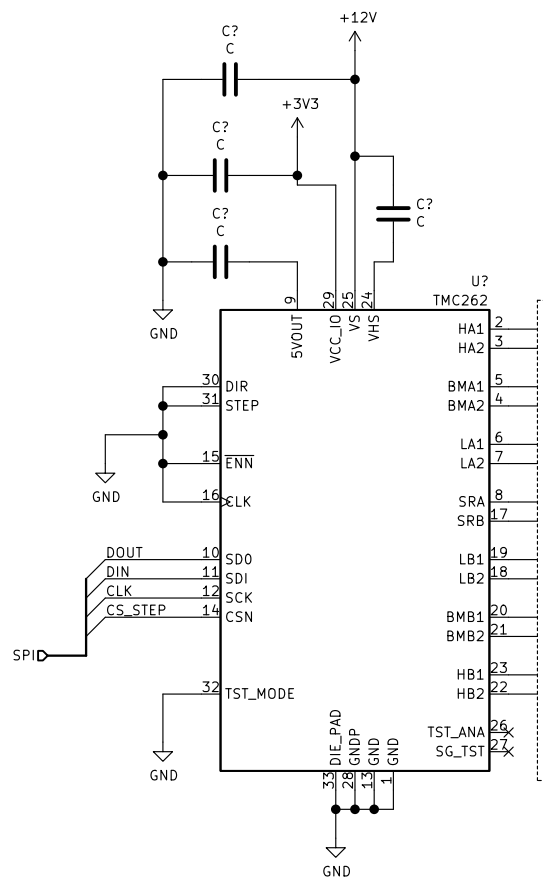 +12V
C?
C
+3V3
C?
C
C?
C
C?
C
GND
9
29
25
24
5VOUT
VCC_IO
VS
VHS
U?
TMC262
HA1 2
HA2 3
30 DIR
31 STEP
BMA1 5
BMA2 4
15 ENN
16 CLK
GND
LA1 6
LA2 7
SRA 8
SRB 17
DOUT 10 SDO
DIN 11 SDI
CLK 12 SCK
CS_STEP 14 CSN
SPI
LB1 19
LB2 18
BMB1 20
BMB2 21
32 TST_MODE
GND
HB1 23
HB2 22
TST_ANA 26
SG_TST 27
DIE_PAD
GNDP
GND
GND
33
28
13
1
GND